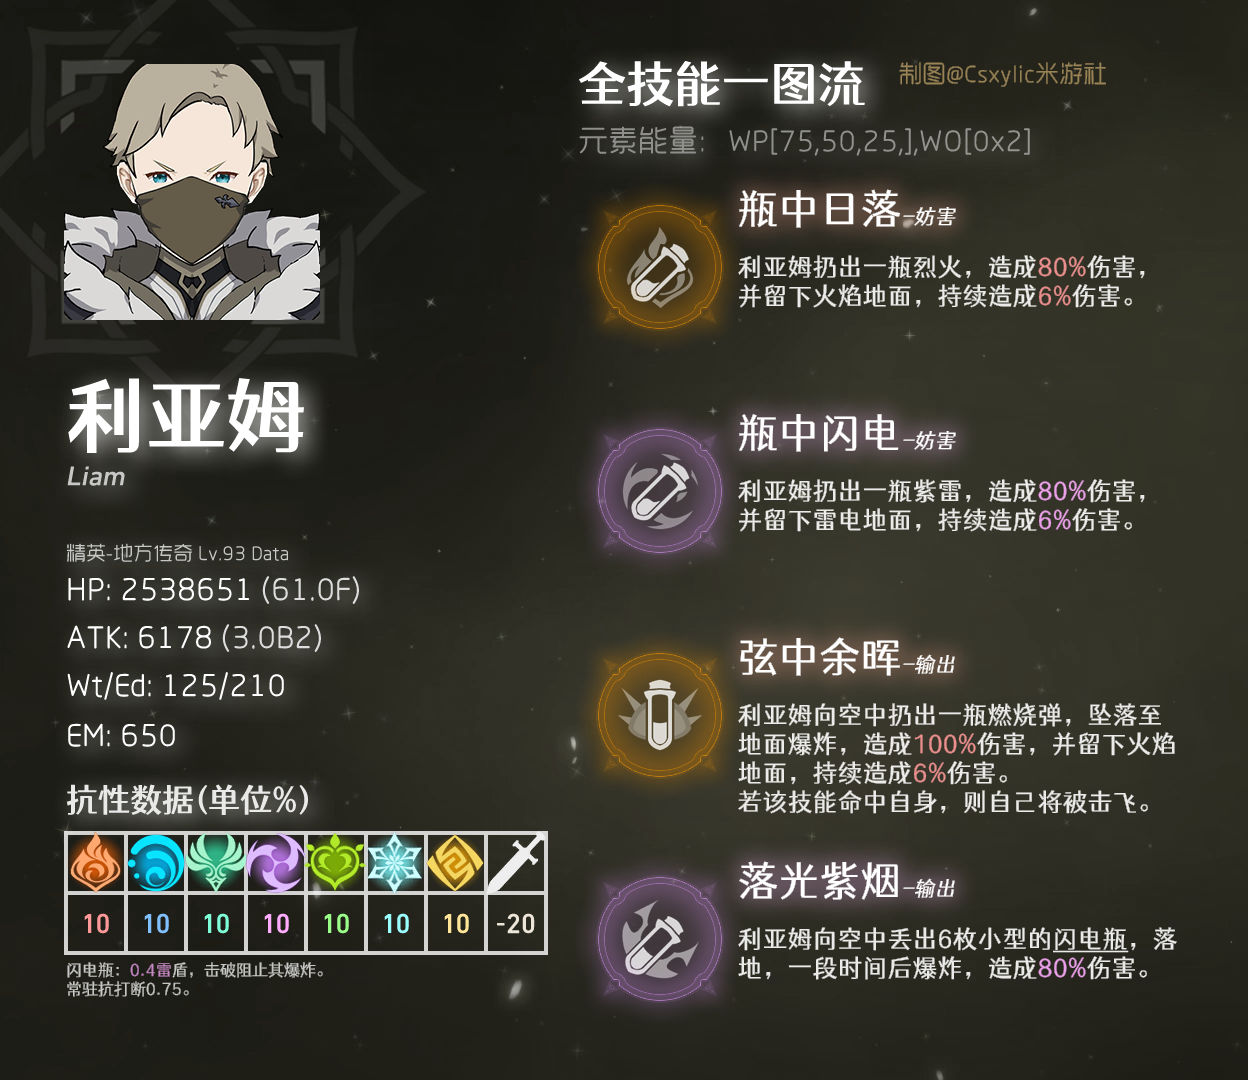 全技能一图流
制图@Csxylic米游社
元素能量: WP[75,50,25,],WO[0x2]
利亚姆
Liam
精英-地方传奇 Lv.93 Data
HP: 2538651 (61.0F)
ATK: 6178 (3.0B2)
Wt/Ed: 125/210
EM: 650
抗性数据(单位%)
10 10 10 10 10 10 10 -20
闪电瓶：0.4雷盾，击破阻止其爆炸。
常驻抗打断0.75。
瓶中日落-妨害
利亚姆扔出一瓶烈火，造成80%伤害，
并留下火焰地面，持续造成6%伤害。
瓶中闪电-妨害
利亚姆扔出一瓶紫雷，造成80%伤害，
并留下雷电地面，持续造成6%伤害。
弦中余晖-输出
利亚姆向空中扔出一瓶燃烧弹，坠落至
地面爆炸，造成100%伤害，并留下火焰
地面，持续造成6%伤害。
若该技能命中自身，则自己将被击飞。
落光紫烟-输出
利亚姆向空中丢出6枚小型的闪电瓶，落
地，一段时间后爆炸，造成80%伤害。